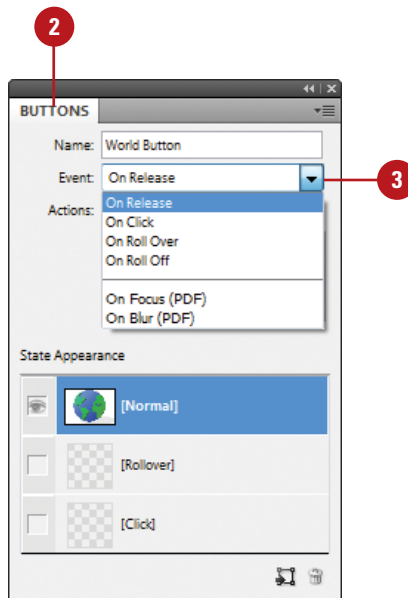 2
BUTTONS
Name: World Button
Event: On Release
3
Actions:
On Release
On Click
On Roll Over
On Roll Off
On Focus (PDF)
On Blur (PDF)
State Appearance
[Normal]
[Rollover]
[Click]